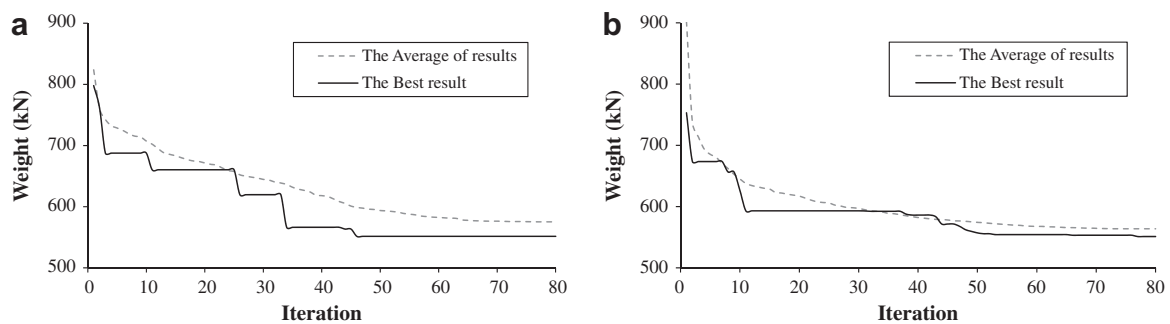 a
Weight (kN)
900
800
700
600
500
The Average of results
The Best result
0 10 20 30 40 50 60 70 80
Iteration
b
Weight (kN)
900
800
700
600
500
The Average of results
The Best result
0 10 20 30 40 50 60 70 80
Iteration